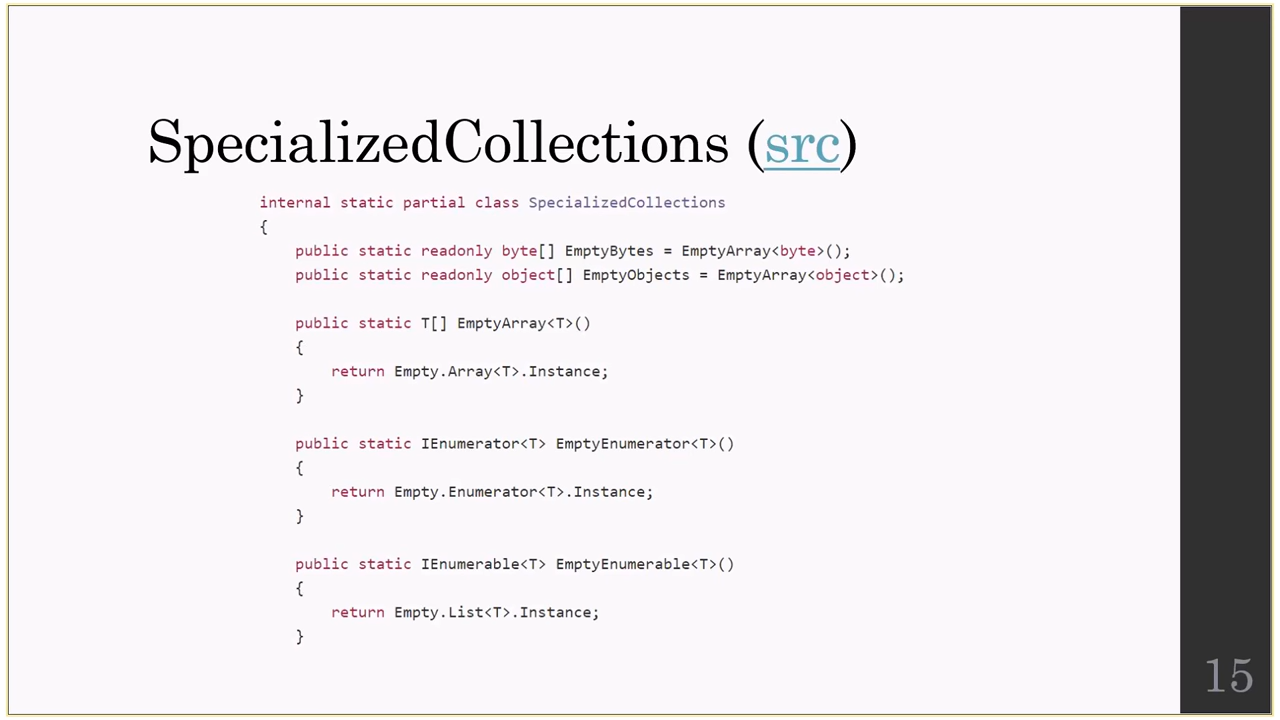 SpecializedCollections (src)
internal static partial class SpecializedCollections
{
    public static readonly byte[] EmptyBytes = EmptyArray<byte>();
    public static readonly object[] EmptyObjects = EmptyArray<object>();

    public static T[] EmptyArray<T>()
    {
        return Empty.Array<T>.Instance;
    }

    public static IEnumerator<T> EmptyEnumerator<T>()
    {
        return Empty.Enumerator<T>.Instance;
    }

    public static IEnumerable<T> EmptyEnumerable<T>()
    {
        return Empty.List<T>.Instance;
    }
15